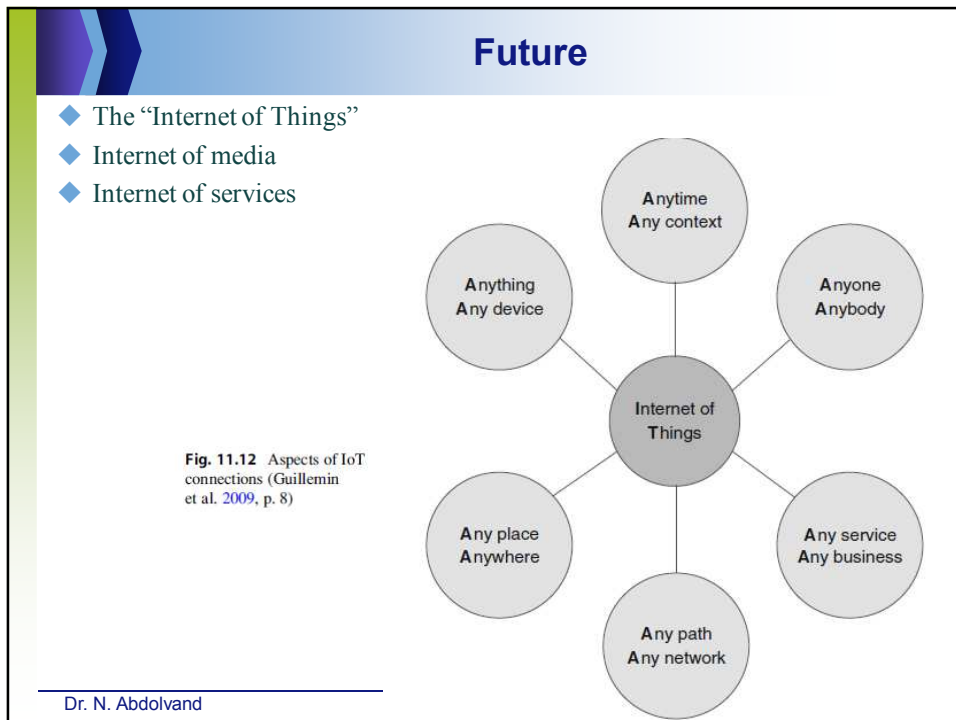 Future
The “Internet of Things”
Internet of media
Internet of services
Anytime
Any context
Anything
Any device
Anyone
Anybody
Internet of
Things
Fig. 11.12 Aspects of IoT
connections (Guillemin
et al. 2009, p. 8)
Any place
Anywhere
Any service
Any business
Any path
Any network
Dr. N. Abdolvand